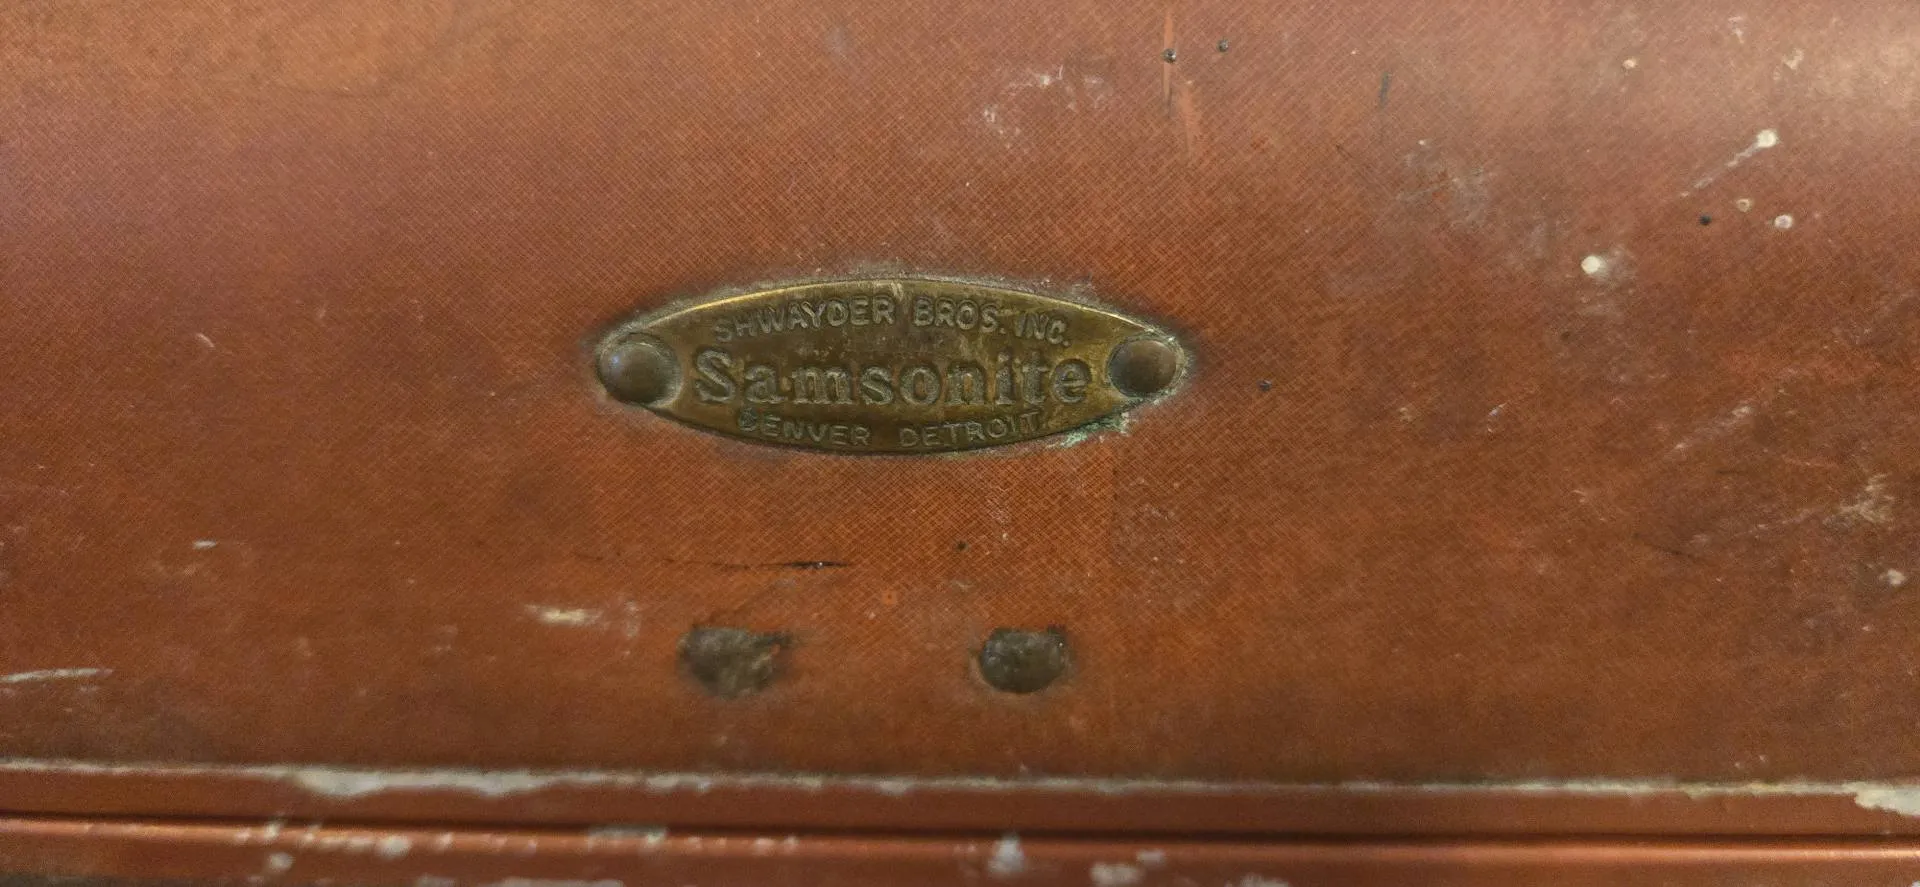 SHWAYDER BROS. INC.
Samsonite
DENVER DETROIT